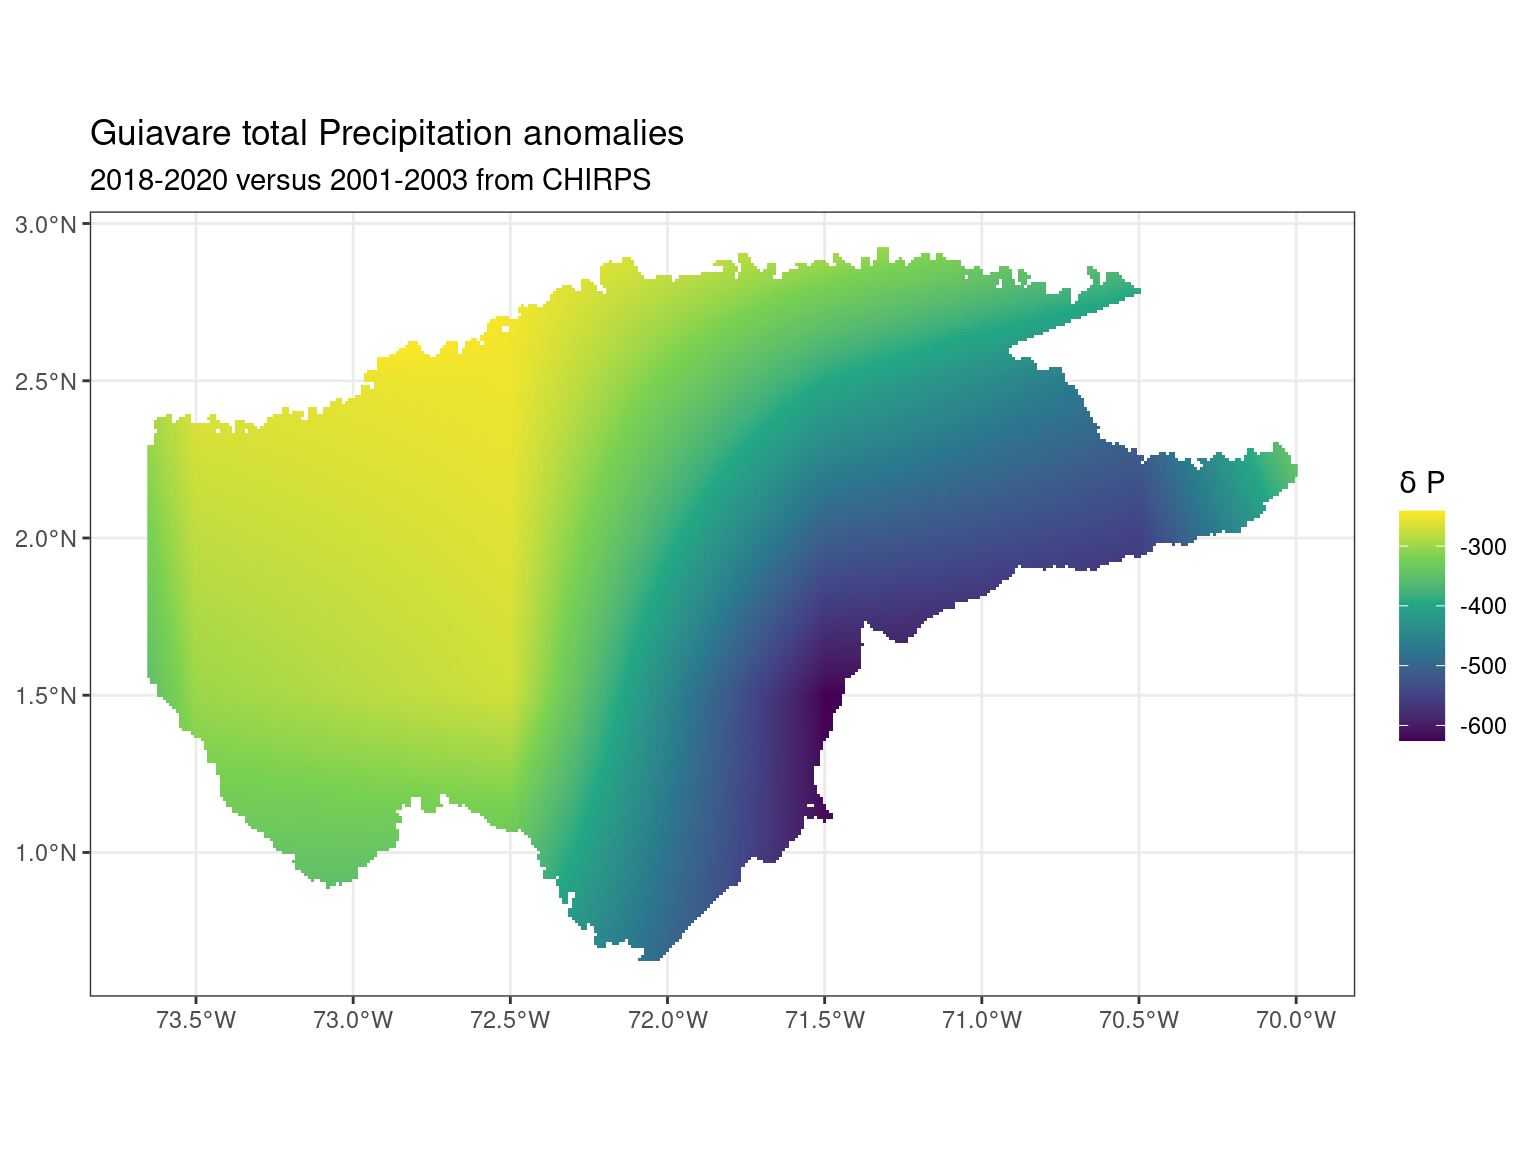 Guiavare total Precipitation anomalies
2018-2020 versus 2001-2003 from CHIRPS
3.0°N
2.5°N
2.0°N
1.5°N
1.0°N
73.5°W 73.0°W 72.5°W 72.0°W 71.5°W 71.0°W 70.5°W 70.0°W
δ P
-300
-400
-500
-600